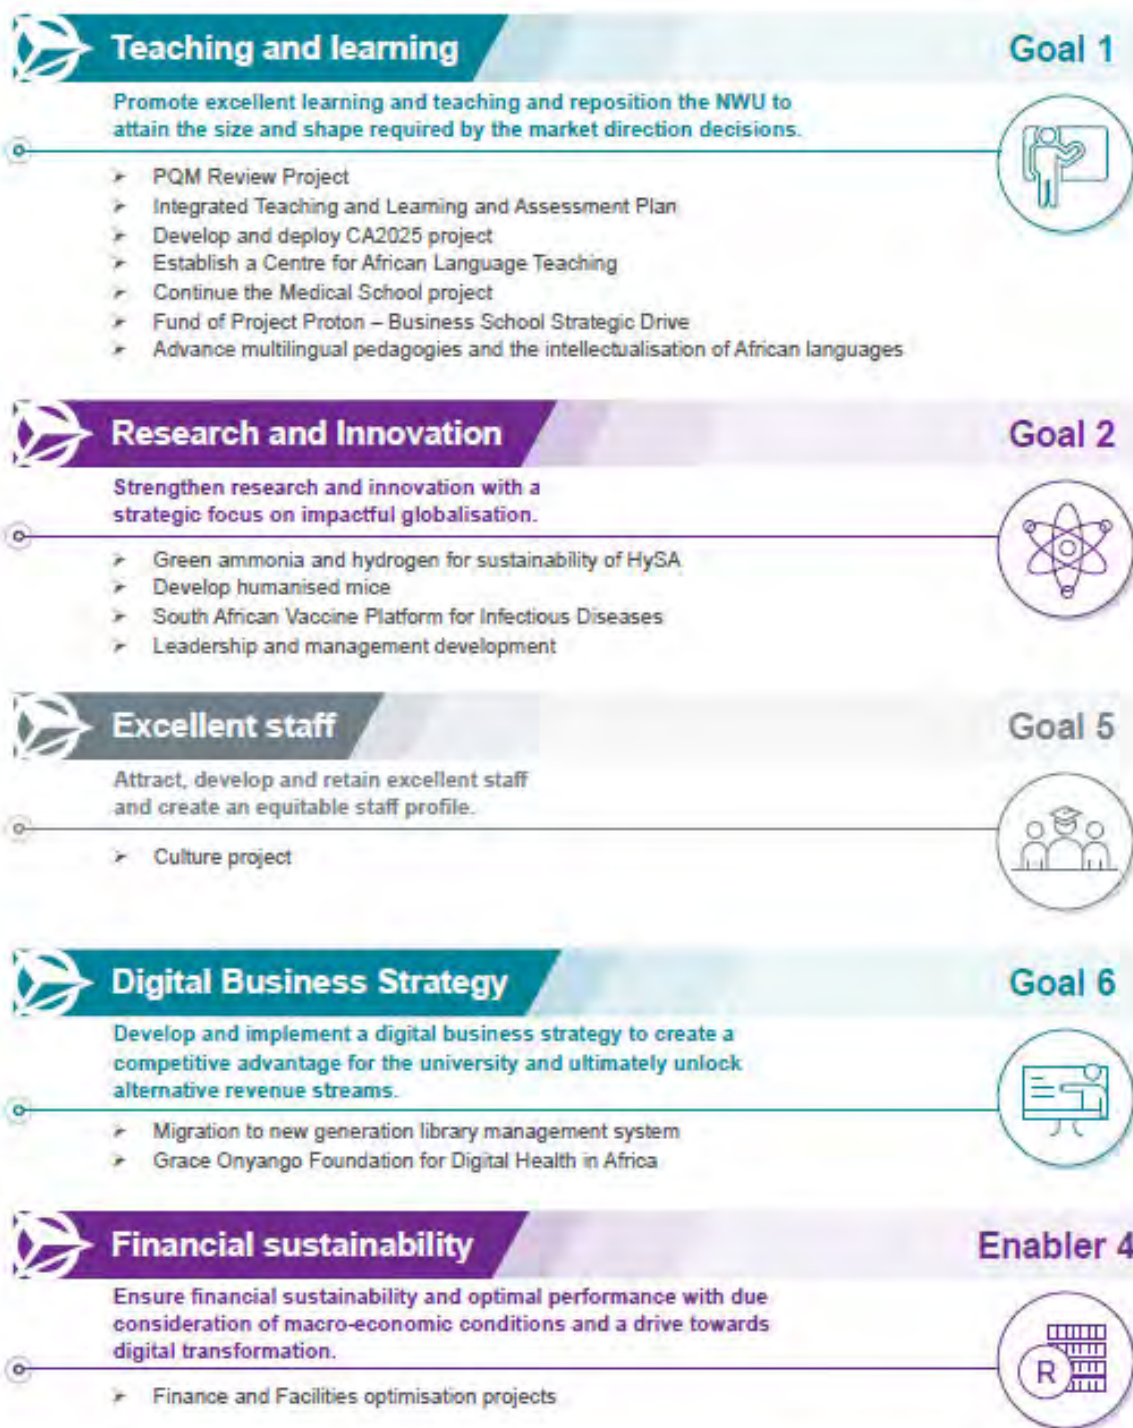 Teaching and learning
Goal 1
Promote excellent learning and teaching and reposition the NWU to
attain the size and shape required by the market direction decisions.
➢ PQM Review Project
➢ Integrated Teaching and Learning and Assessment Plan
➢ Develop and deploy CA2025 project
➢ Establish a Centre for African Language Teaching
➢ Continue the Medical School project
➢ Fund of Project Proton – Business School Strategic Drive
➢ Advance multilingual pedagogies and the intellectualisation of African languages
Research and Innovation
Goal 2
Strengthen research and innovation with a
strategic focus on impactful globalisation.
➢ Green ammonia and hydrogen for sustainability of HySA
➢ Develop humanised mice
➢ South African Vaccine Platform for Infectious Diseases
➢ Leadership and management development
Excellent staff
Goal 5
Attract, develop and retain excellent staff
and create an equitable staff profile.
➢ Culture project
Digital Business Strategy
Goal 6
Develop and implement a digital business strategy to create a
competitive advantage for the university and ultimately unlock
alternative revenue streams.
➢ Migration to new generation library management system
➢ Grace Onyango Foundation for Digital Health in Africa
Financial sustainability
Enabler 4
Ensure financial sustainability and optimal performance with due
consideration of macro-economic conditions and a drive towards
digital transformation.
R
➢ Finance and Facilities optimisation projects